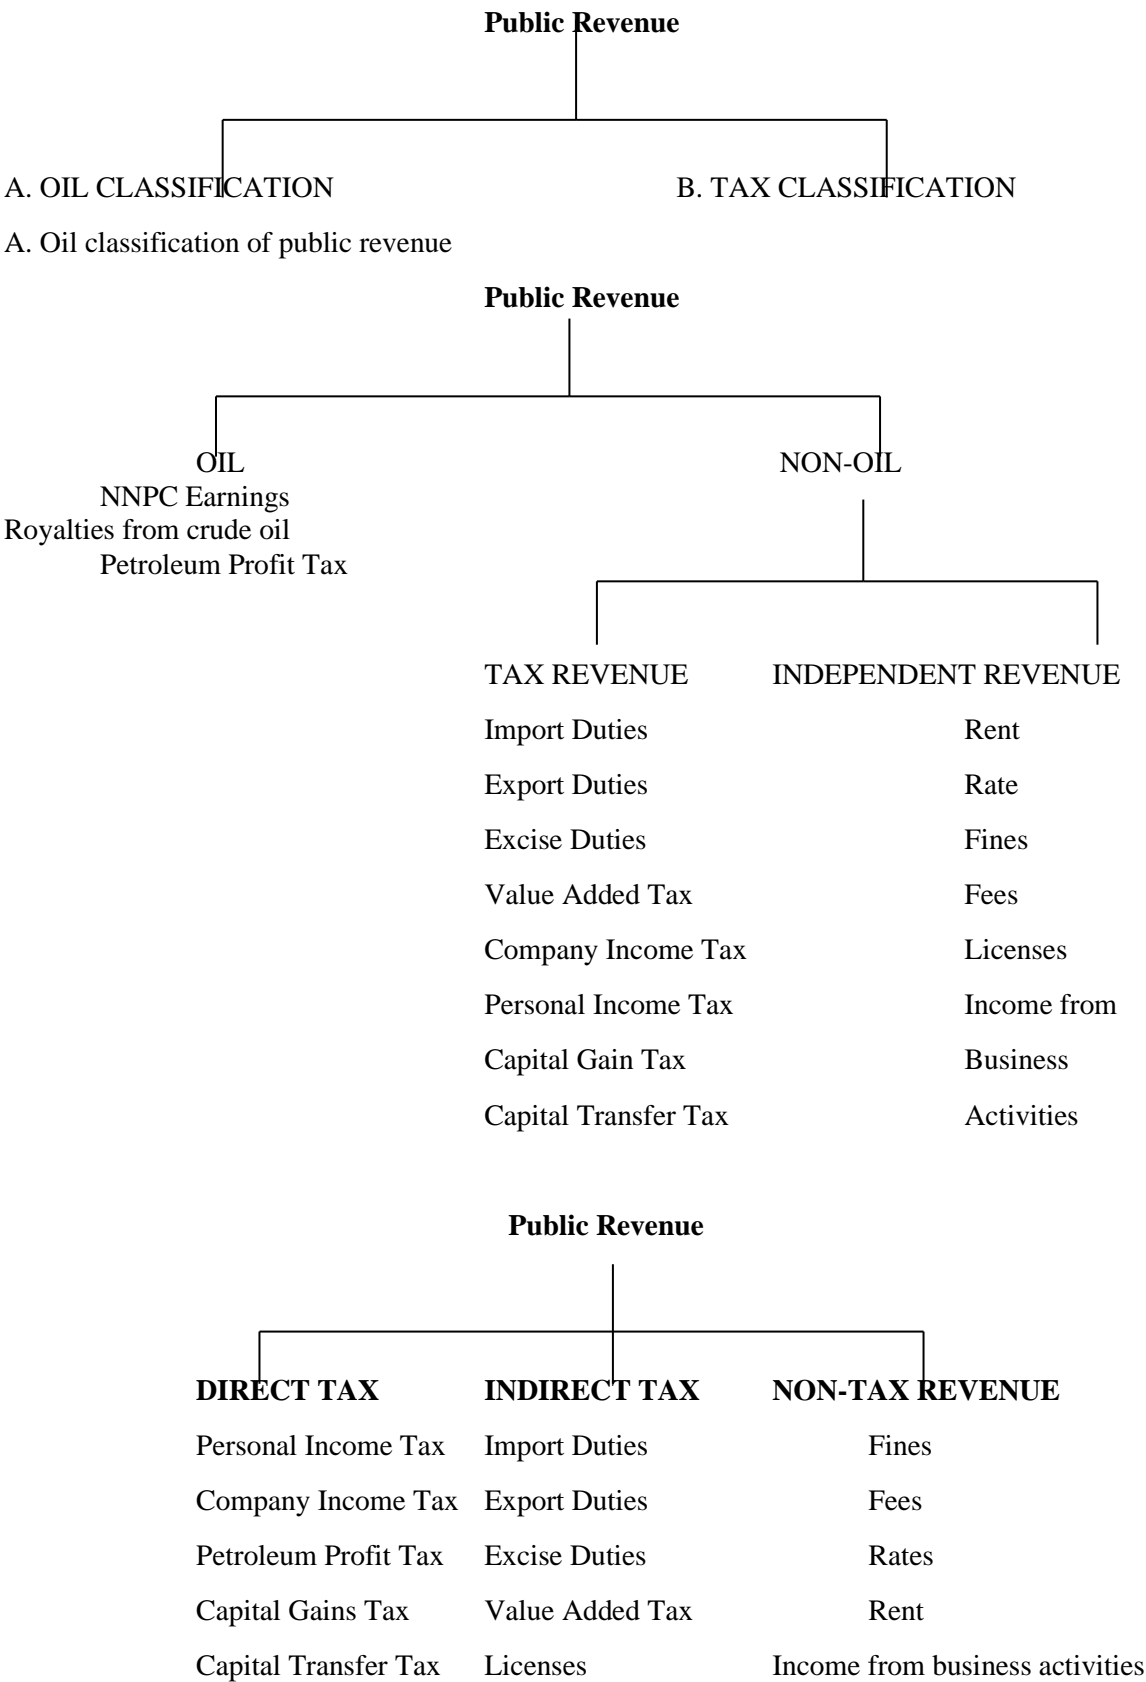 Public Revenue
A. OIL CLASSIFICATION B. TAX CLASSIFICATION
A. Oil classification of public revenue
Public Revenue
OIL NON-OIL
NNPC Earnings
Royalties from crude oil
Petroleum Profit Tax
TAX REVENUE INDEPENDENT REVENUE
Import Duties Rent
Export Duties Rate
Excise Duties Fines
Value Added Tax Fees
Company Income Tax Licenses
Personal Income Tax Income from
Capital Gain Tax Business
Capital Transfer Tax Activities
Public Revenue
DIRECT TAX INDIRECT TAX NON-TAX REVENUE
Personal Income Tax Import Duties Fines
Company Income Tax Export Duties Fees
Petroleum Profit Tax Excise Duties Rates
Capital Gains Tax Value Added Tax Rent
Capital Transfer Tax Licenses Income from business activities